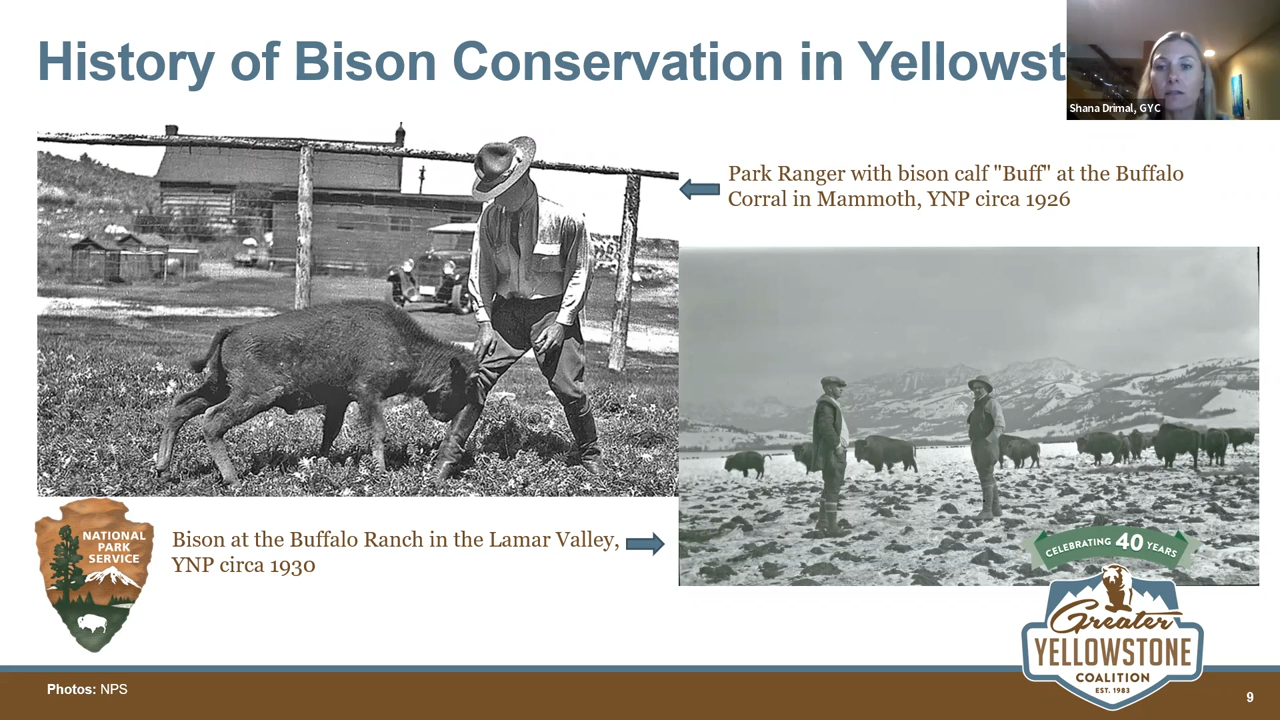 History of Bison Conservation in Yellowst
Shana Drimal, GYC
Park Ranger with bison calf "Buff" at the Buffalo
Corral in Mammoth, YNP circa 1926
NATIONAL
PARK
SERVICE
Bison at the Buffalo Ranch in the Lamar Valley,
YNP circa 1930
CELEBRATING 40 YEARS
Greater
YELLOWSTONE
COALITION
EST. 1983
Photos: NPS
9